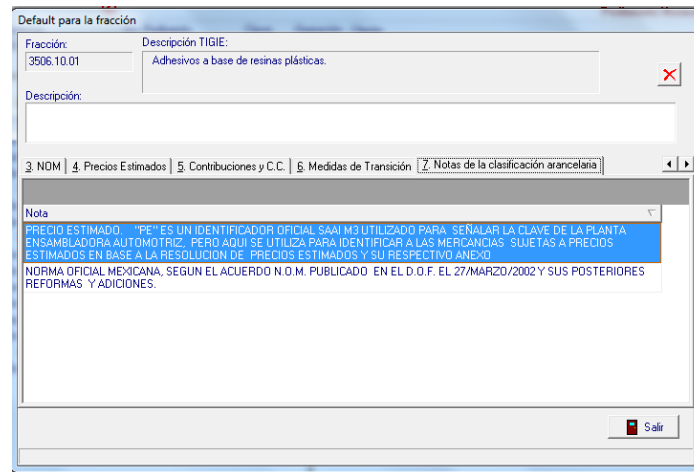 Default para la fracción
Fracción:
Descripción TIGIE:
3506.10.01
Adhesivos a base de resinas plásticas.
Descripción:
3. NOM
4. Precios Estimados
5. Contribuciones y C.C.
6. Medidas de Transición
7. Notas de la clasificación arancelaria
Nota
PRECIO ESTIMADO. "PE" ES UN IDENTIFICADOR OFICIAL SAAI M3 UTILIZADO PARA SEÑALAR LA CLAVE DE LA PLANTA
ENSAMBLADORA AUTOMOTRIZ, PERO AQUI SE UTILIZA PARA IDENTIFICAR A LAS MERCANCIAS SUJETAS A PRECIOS
ESTIMADOS EN BASE A LA RESOLUCION DE PRECIOS ESTIMADOS Y SU RESPECTIVO ANEXO
NORMA OFICIAL MEXICANA, SEGUN EL ACUERDO N.O.M. PUBLICADO EN EL D.O.F. EL 27/MARZO/2002 Y SUS POSTERIORES
REFORMAS Y ADICIONES.
Salir